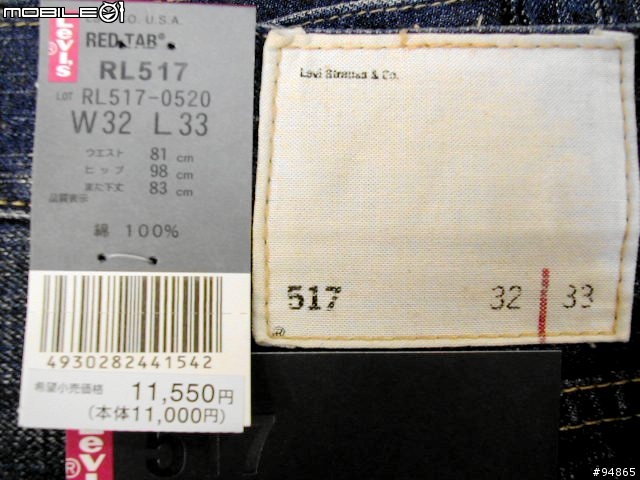 MOBILE01
CO. U.S.A.
Levi's
RED TAB®
RL517
LOT RL517-0520
W32 L33
ウエスト 81 cm
ヒップ 98 cm
また下丈 83 cm
品質表示
綿 100%
4930282441542
希望小売価格 11,550円
(本体11,000円)
Levi Strauss & Co.
517 32 33
®
517
Levi's
®
#94865